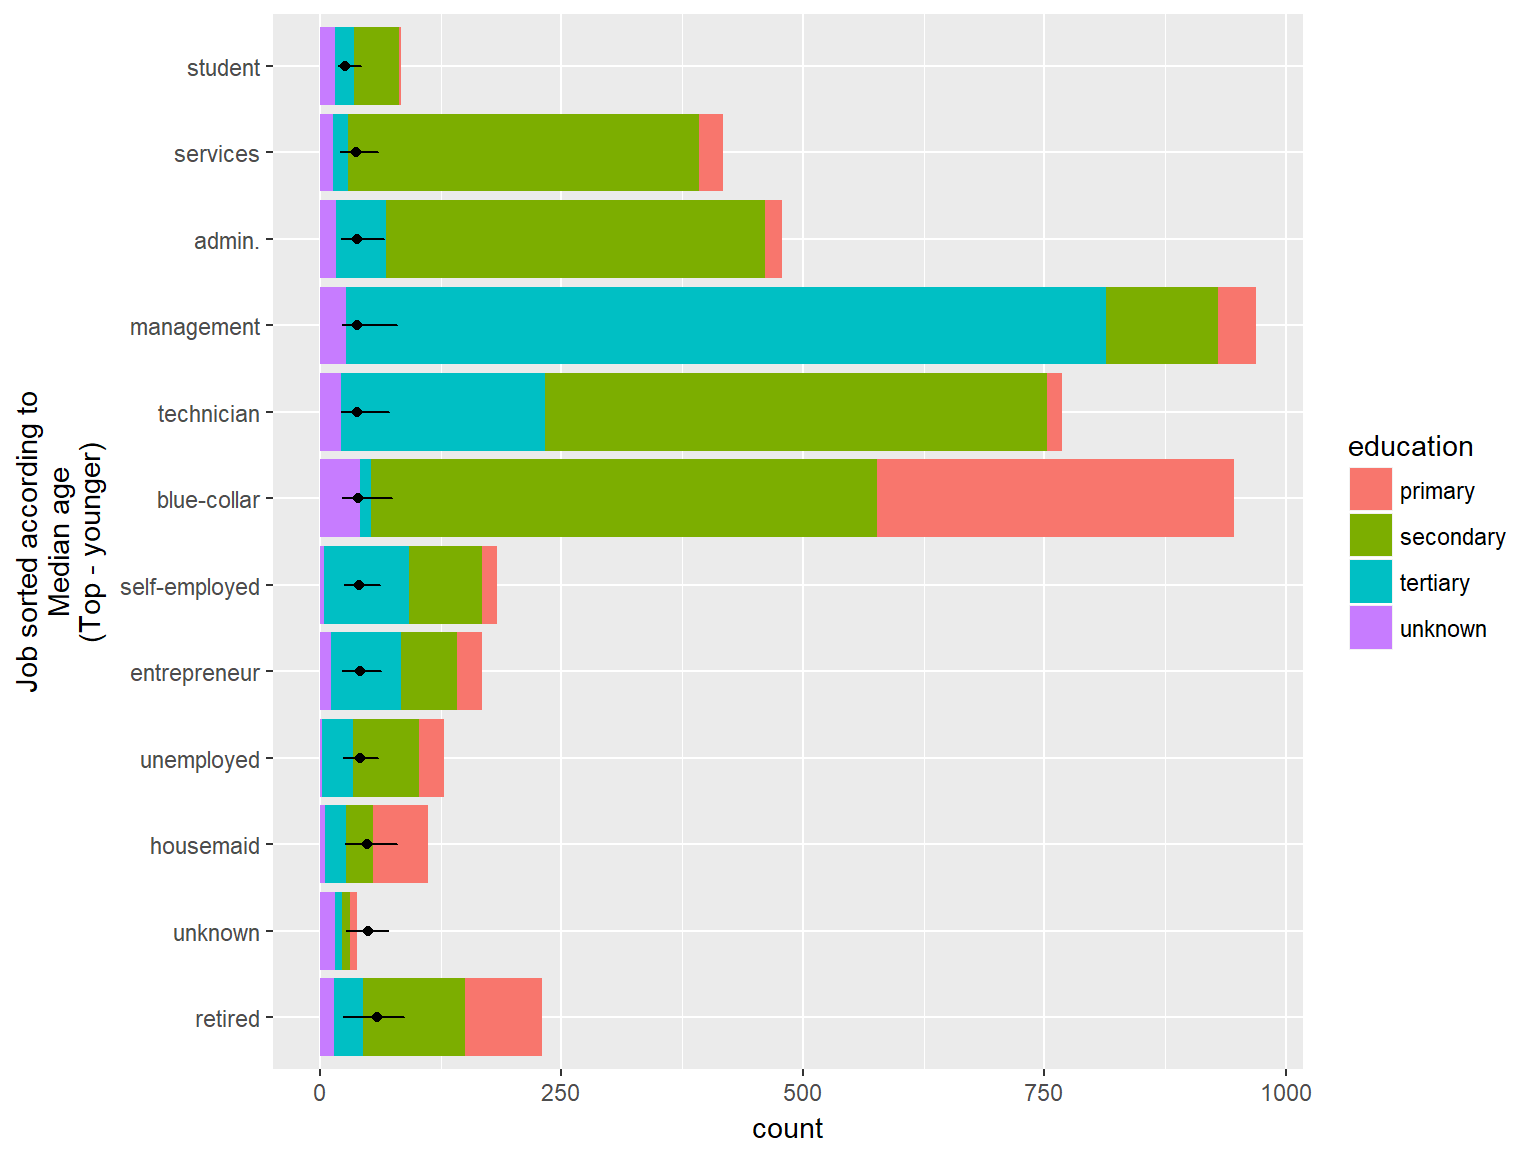 Job sorted according to
Median age
(Top - younger)
student
services
admin.
management
technician
blue-collar
self-employed
entrepreneur
unemployed
housemaid
unknown
retired
0 250 500 750 1000
count
education
primary
secondary
tertiary
unknown